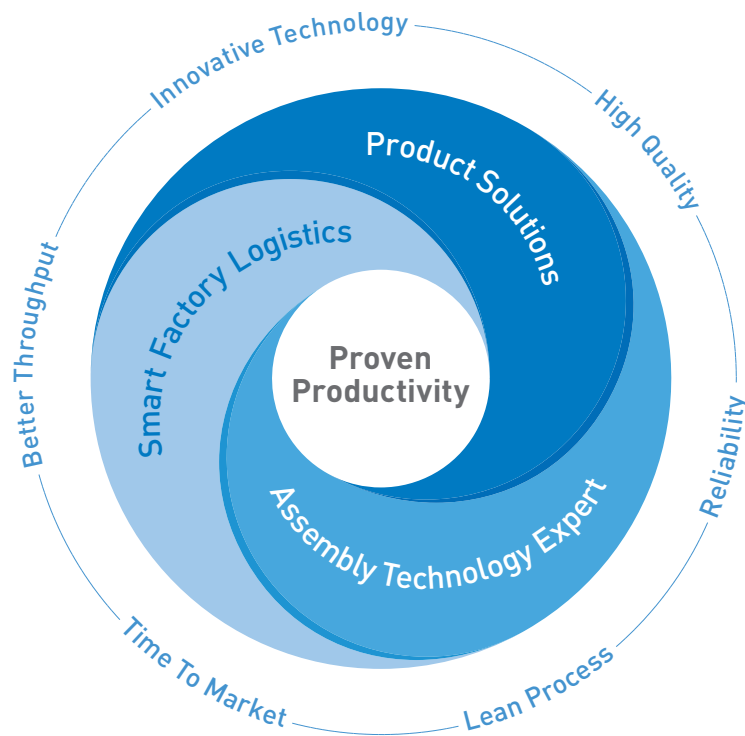 Innovative Technology
High Quality
Reliability
Lean Process
Time To Market
Better Throughput
Product Solutions
Assembly Technology Expert
Smart Factory Logistics
Proven
Productivity